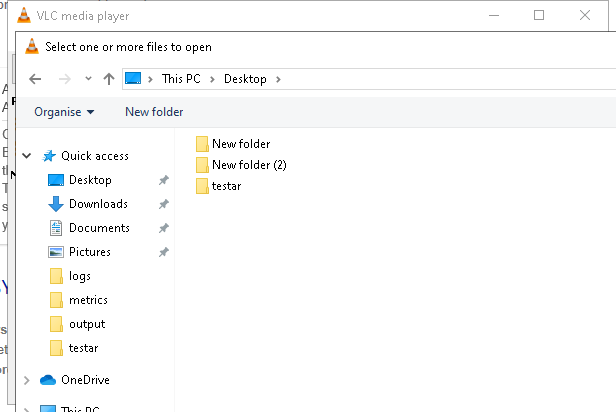 VLC media player
Select one or more files to open
This PC > Desktop >
Organise New folder
New folder
New folder (2)
testar
Quick access
Desktop
Downloads
Documents
Pictures
logs
metrics
output
testar
OneDrive
This PC